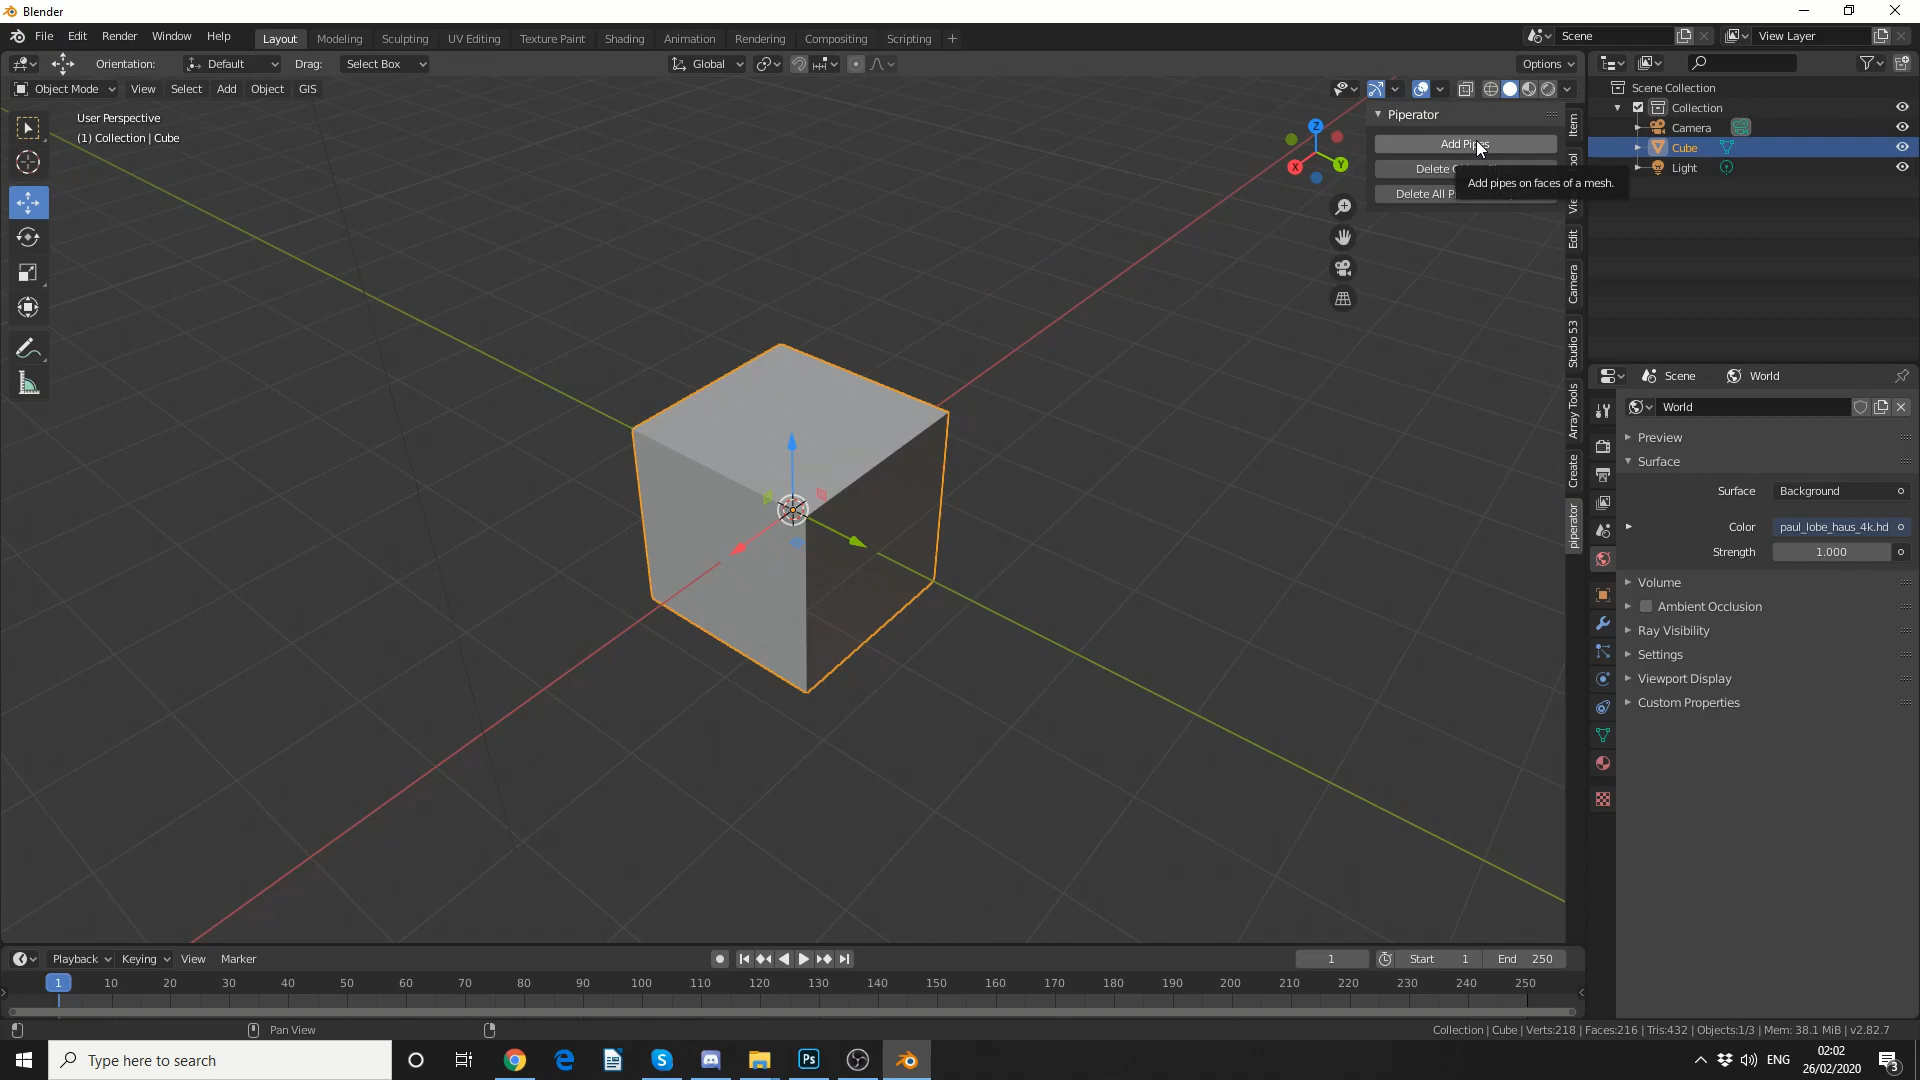 Blender
File Edit Render Window Help
Layout Modeling Sculpting UV Editing Texture Paint Shading Animation Rendering Compositing Scripting
Scene
View Layer
Orientation: Default Drag: Select Box Global Options
Object Mode View Select Add Object GIS
User Perspective
(1) Collection | Cube
Piperator
Add Pipes
Delete
Delete All
Add pipes on faces of a mesh.
Z
X
Y
Item
Edit
Camera
Studio 53
Array Tools
Create
piperator
Scene Collection
Collection
Camera
Cube
Light
Scene World
World
Preview
Surface
Surface Background
Color paul_lobe_haus_4k.hd
Strength 1.000
Volume
Ambient Occlusion
Ray Visibility
Settings
Viewport Display
Custom Properties
Playback Keying View Marker
1 Start 1 End 250
1 10 20 30 40 50 60 70 80 90 100 110 120 130 140 150 160 170 180 190 200 210 220 230 240 250
Pan View
Collection | Cube | Verts:218 | Faces:216 | Tris:432 | Objects:1/3 | Mem: 38.1 MiB | v2.82.7
Type here to search
Ps
ENG
02:02
26/02/2020
3